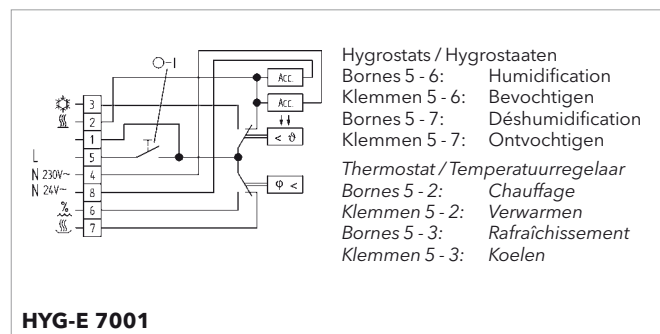 Acc.
Acc.
< ϑ
φ <
3
2
1
L 5
N 230V~ 4
N 24V~ 8
% 6
7
Hygrostats / Hygrostaaten
Bornes 5 - 6: Humidification
Klemmen 5 - 6: Bevochtigen
Bornes 5 - 7: Déshumidification
Klemmen 5 - 7: Ontvochtigen
Thermostat / Temperatuurregelaar
Bornes 5 - 2: Chauffage
Klemmen 5 - 2: Verwarmen
Bornes 5 - 3: Rafraîchissement
Klemmen 5 - 3: Koelen
HYG-E 7001